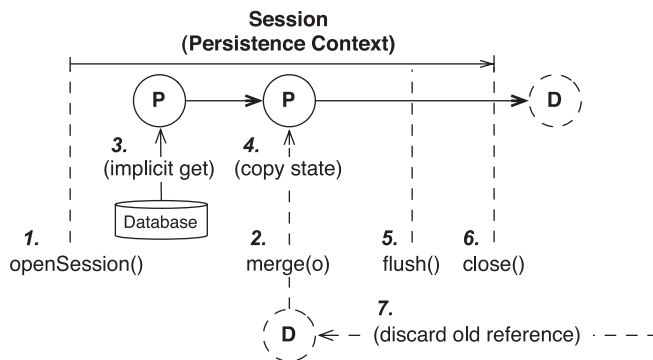 Session
(Persistence Context)
P
P
D
3.
(implicit get)
4.
(copy state)
Database
1.
openSession()
2.
merge(o)
5.
flush()
6.
close()
7.
D
(discard old reference)